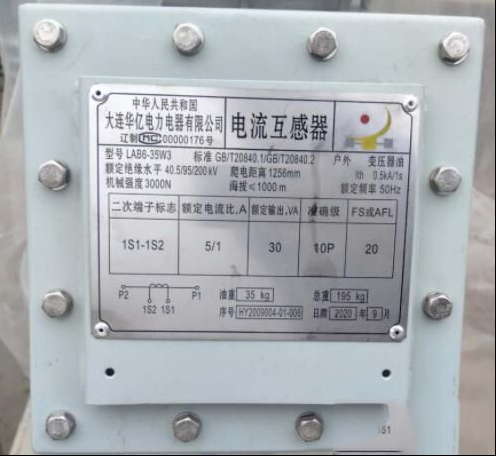 中华人民共和国
大连华亿电力电器有限公司
辽制 MC 00000176号
电流互感器
型号 LAB6-35W3 标准 GB/T20840.1/GB/T20840.2 户外 变压器油
额定绝缘水平 40.5/95/200 kV 爬电距离 1256mm Ith 0.5kA/1s
机械强度 3000N 海拔≤1000 m 额定频率 50Hz
二次端子标志 额定电流比,A 额定输出,VA 准确级 FS或AFL
1S1-1S2 5/1 30 10P 20
P2 P1
1S2 1S1
油重 35 kg 总重 195 kg
序号 HY2009004-01-006 日期 2020 年 9 月
1S1